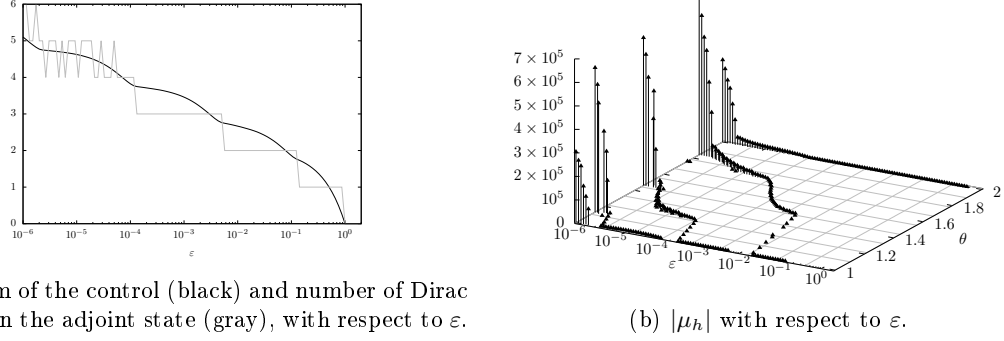 6
5
4
3
2
1
0
10⁻⁶ 10⁻⁵ 10⁻⁴ 10⁻³ 10⁻² 10⁻¹ 10⁰
ε
of the control (black) and number of Dirac
the adjoint state (gray), with respect to ε.
7 × 10⁵
6 × 10⁵
5 × 10⁵
4 × 10⁵
3 × 10⁵
2 × 10⁵
10⁵
0
10⁻⁶ 10⁻⁵ 10⁻⁴ 10⁻³ 10⁻² 10⁻¹ 10⁰
ε
1 1.2 1.4 1.6 1.8 2
θ
(b) |μₕ| with respect to ε.